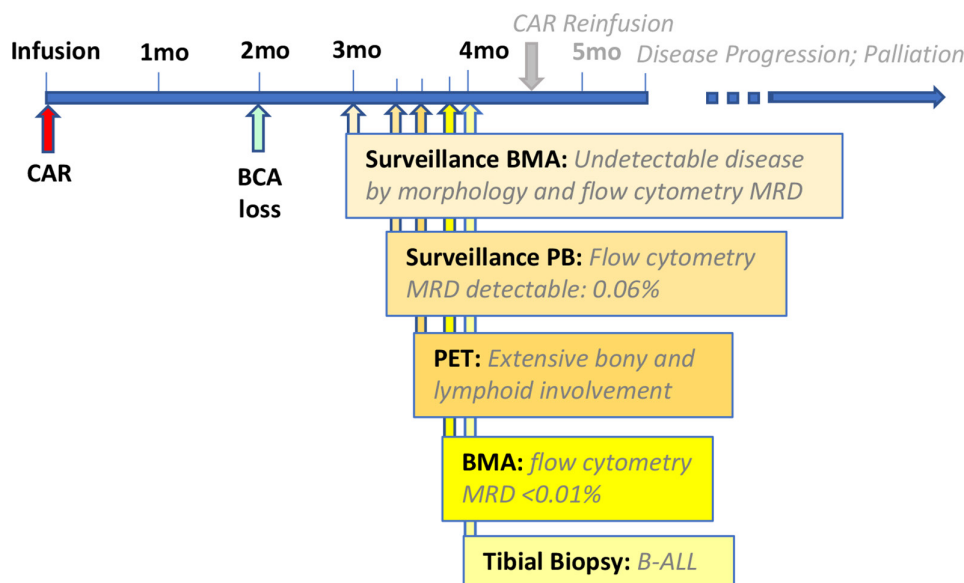 CAR Reinfusion
Infusion 1mo 2mo 3mo 4mo 5mo Disease Progression; Palliation
CAR
BCA
loss
Surveillance BMA: Undetectable disease
by morphology and flow cytometry MRD
Surveillance PB: Flow cytometry
MRD detectable: 0.06%
PET: Extensive bony and
lymphoid involvement
BMA: flow cytometry
MRD <0.01%
Tibial Biopsy: B-ALL